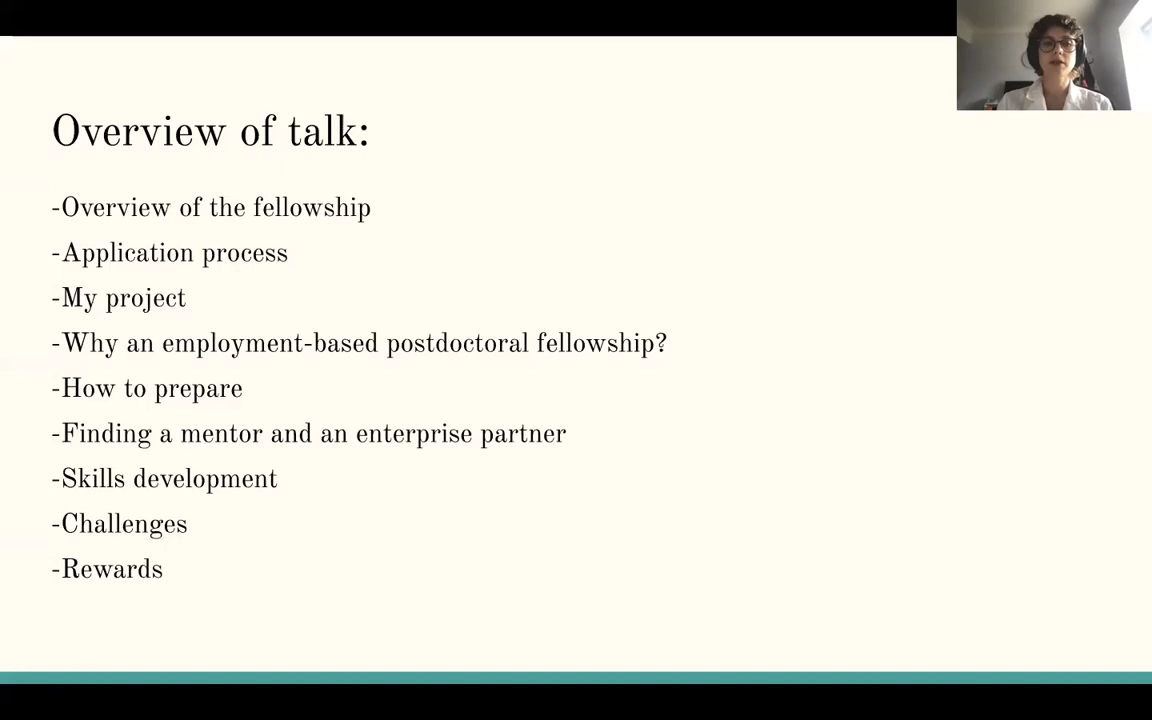 Overview of talk:
-Overview of the fellowship
-Application process
-My project
-Why an employment-based postdoctoral fellowship?
-How to prepare
-Finding a mentor and an enterprise partner
-Skills development
-Challenges
-Rewards